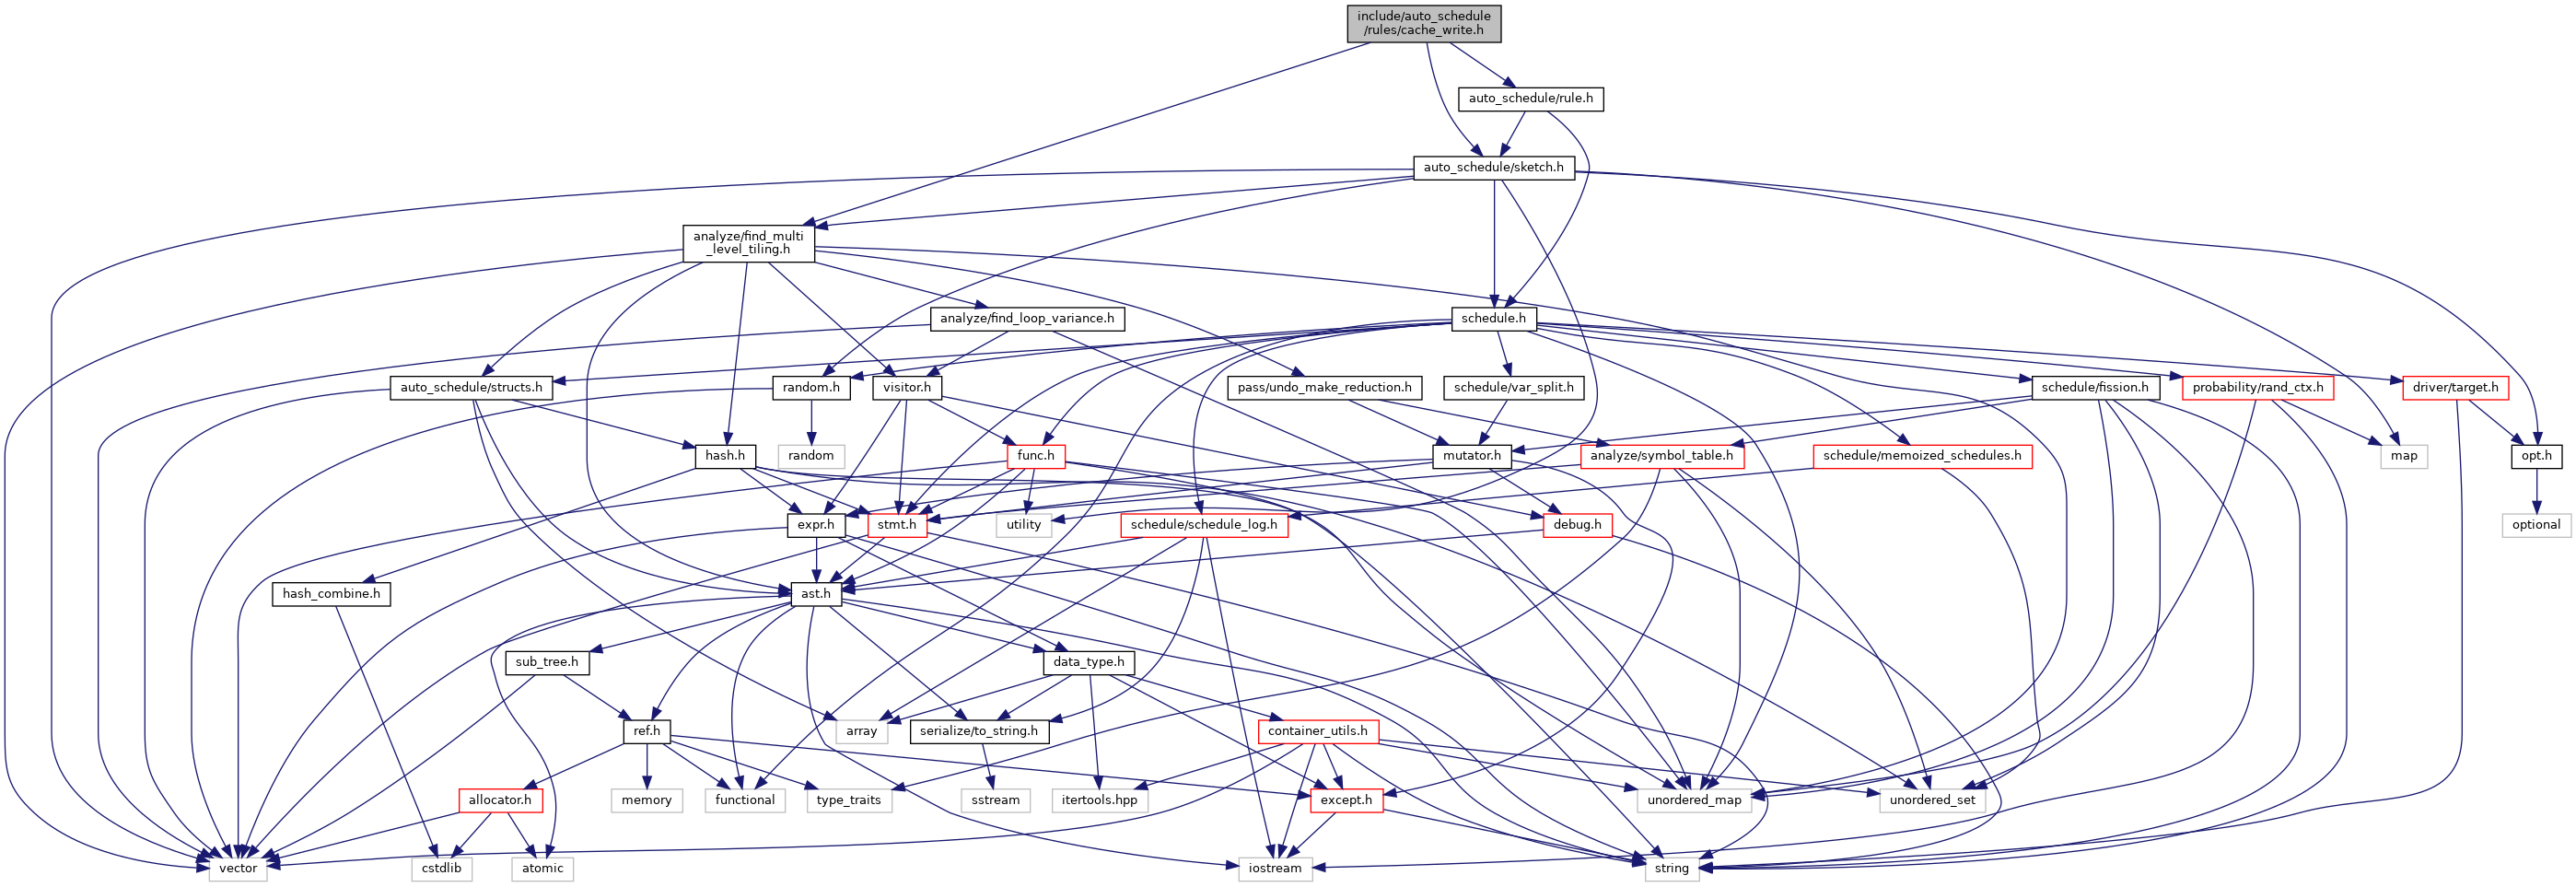 include/auto_schedule
/rules/cache_write.h
auto_schedule/rule.h
auto_schedule/sketch.h
analyze/find_multi
_level_tiling.h
analyze/find_loop_variance.h
schedule.h
auto_schedule/structs.h
random.h
visitor.h
pass/undo_make_reduction.h
schedule/var_split.h
schedule/fission.h
probability/rand_ctx.h
driver/target.h
hash.h
random
func.h
mutator.h
analyze/symbol_table.h
schedule/memoized_schedules.h
map
opt.h
expr.h
stmt.h
utility
schedule/schedule_log.h
debug.h
optional
hash_combine.h
ast.h
sub_tree.h
data_type.h
ref.h
array
serialize/to_string.h
container_utils.h
allocator.h
memory
functional
type_traits
sstream
itertools.hpp
except.h
unordered_map
unordered_set
vector
cstdlib
atomic
iostream
string